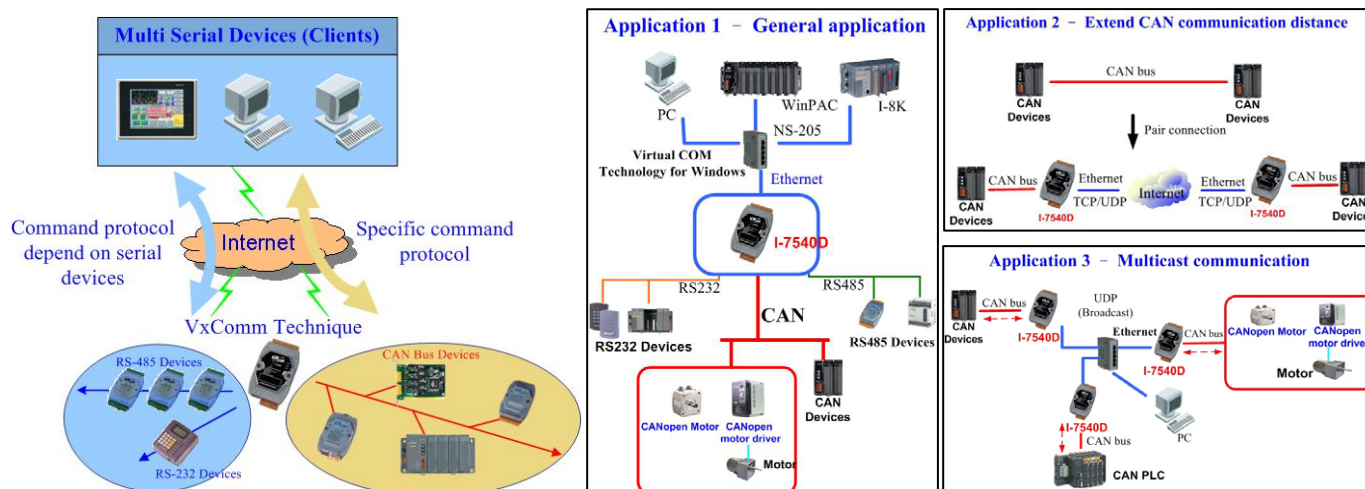 Multi Serial Devices (Clients)
Command protocol
depend on serial
devices
Internet
Specific command
protocol
VxComm Technique
RS-485 Devices
RS-232 Devices
CAN Bus Devices
Application 1 - General application
PC
WinPAC
I-8K
NS-205
Virtual COM
Technology for Windows
Ethernet
I-7540D
RS232
RS485
CAN
RS232 Devices
RS485 Devices
CAN
Devices
CANopen Motor
CANopen
motor driver
Motor
Application 2 - Extend CAN communication distance
CAN bus
CAN
Devices
CAN
Devices
Pair connection
CAN bus
Ethernet
TCP/UDP
Internet
Ethernet
TCP/UDP
CAN bus
CAN
Devices
I-7540D
I-7540D
CAN
Devices
Application 3 - Multicast communication
CAN bus
CAN
Devices
I-7540D
UDP
(Broadcast)
Ethernet
CAN bus
I-7540D
CANopen Motor
CANopen
motor driver
Motor
I-7540D
CAN bus
PC
CAN PLC